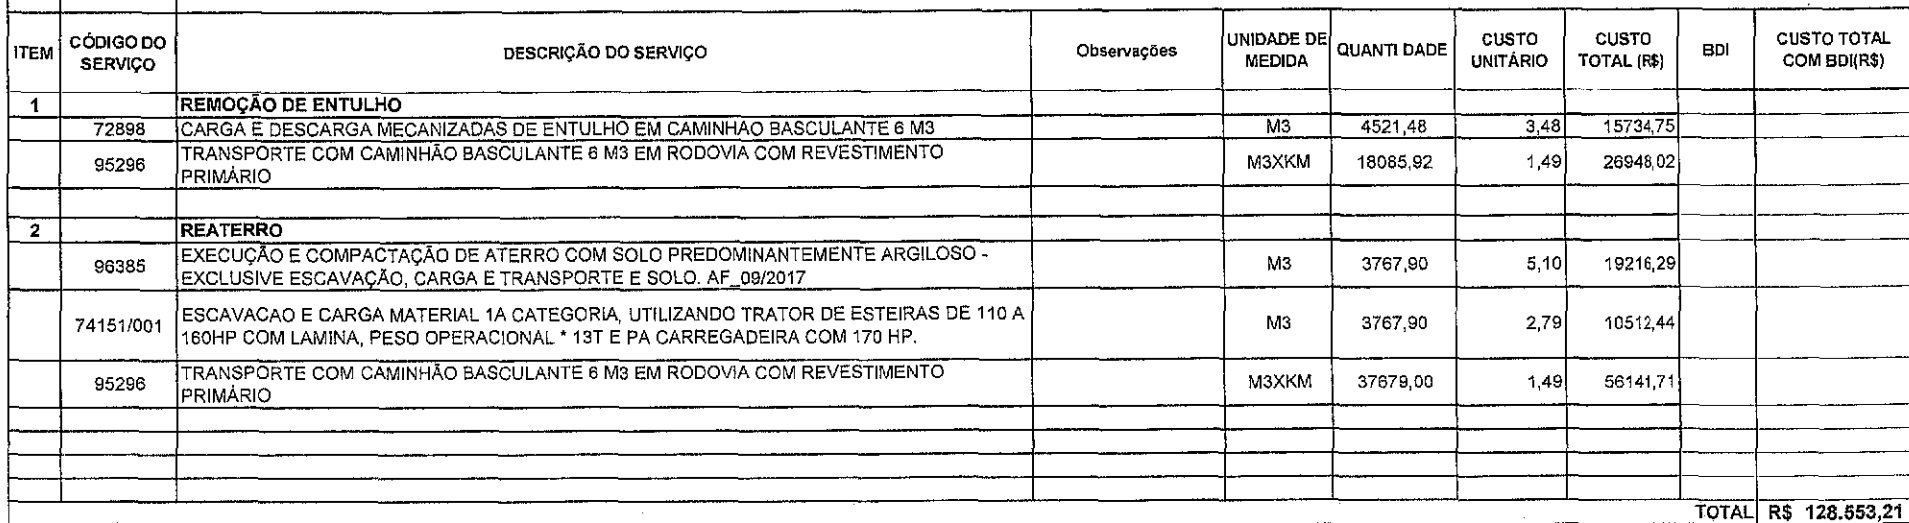 ITEM CÓDIGO DO SERVIÇO DESCRIÇÃO DO SERVIÇO Observações UNIDADE DE MEDIDA QUANTI DADE CUSTO UNITÁRIO CUSTO TOTAL (R$) BDI CUSTO TOTAL COM BDI(R$)
1 REMOÇÃO DE ENTULHO
72898 CARGA E DESCARGA MECANIZADAS DE ENTULHO EM CAMINHAO BASCULANTE 6 M3 M3 4521,48 3,48 15734,75
95296 TRANSPORTE COM CAMINHÃO BASCULANTE 6 M3 EM RODOVIA COM REVESTIMENTO PRIMÁRIO M3XKM 18085,92 1,49 26948,02
2 REATERRO
96385 EXECUÇÃO E COMPACTAÇÃO DE ATERRO COM SOLO PREDOMINANTEMENTE ARGILOSO - EXCLUSIVE ESCAVAÇÃO, CARGA E TRANSPORTE E SOLO. AF_09/2017 M3 3767,90 5,10 19216,29
74151/001 ESCAVACAO E CARGA MATERIAL 1A CATEGORIA, UTILIZANDO TRATOR DE ESTEIRAS DE 110 A 160HP COM LAMINA, PESO OPERACIONAL * 13T E PA CARREGADEIRA COM 170 HP. M3 3767,90 2,79 10512,44
95296 TRANSPORTE COM CAMINHÃO BASCULANTE 6 M3 EM RODOVIA COM REVESTIMENTO PRIMÁRIO M3XKM 37679,00 1,49 56141,71
TOTAL R$ 128.553,21